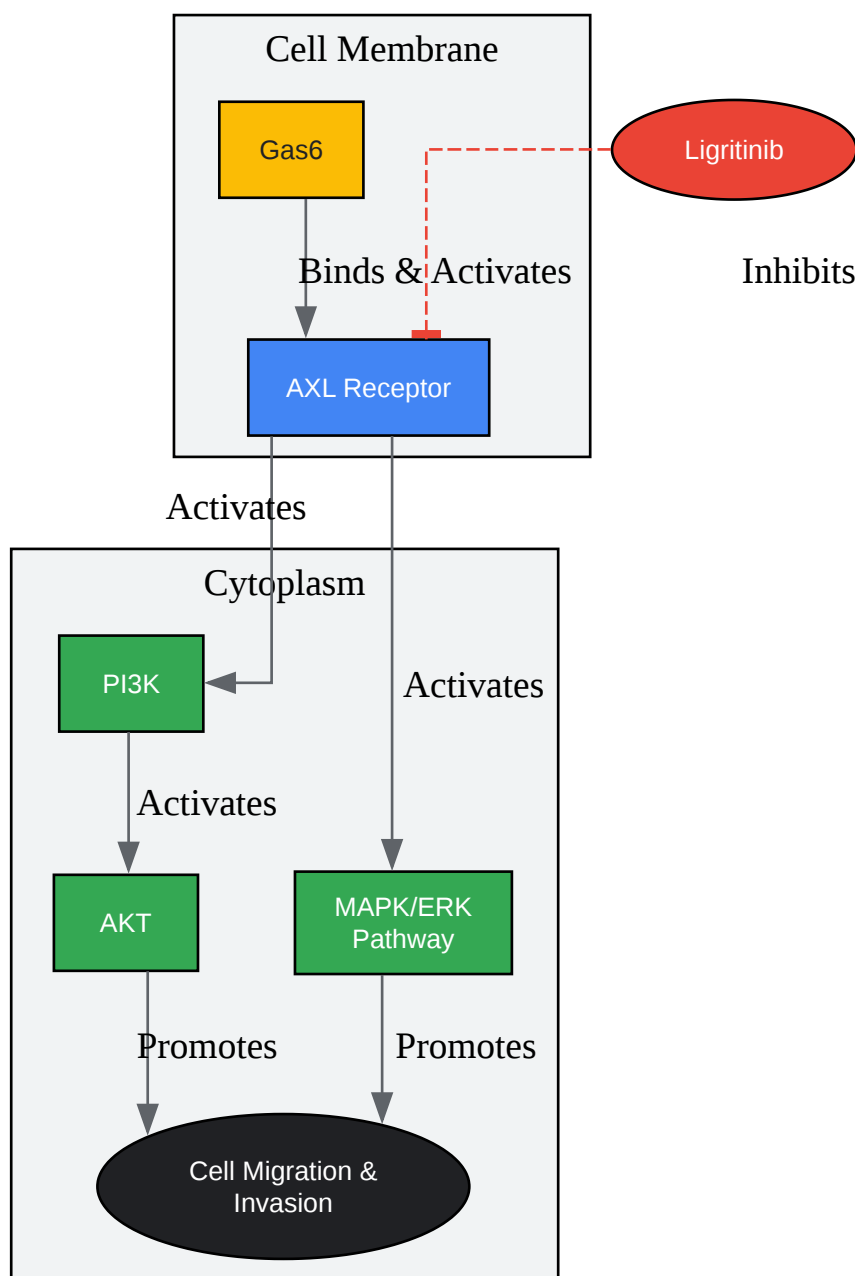 Cell Membrane
Gas6
Ligritinib
Binds & Activates
Inhibits
AXL Receptor
Activates
Cytoplasm
PI3K
Activates
Activates
AKT
MAPK/ERK
Pathway
Promotes
Promotes
Cell Migration &
Invasion